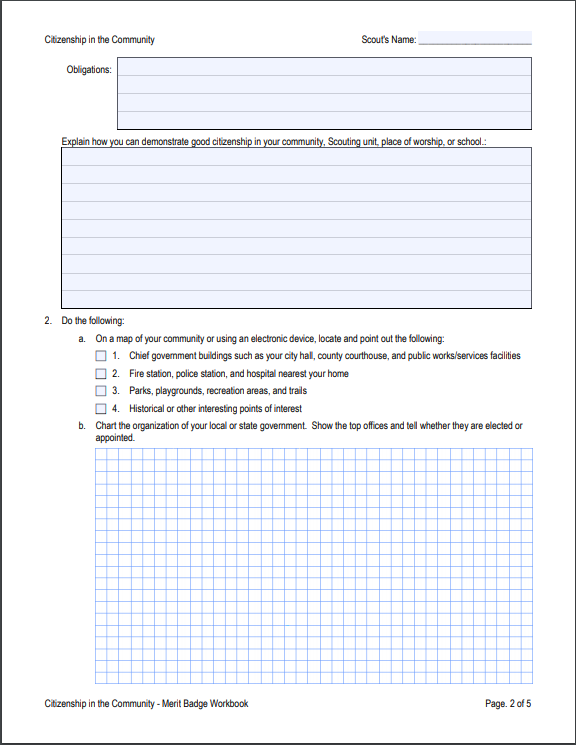 Citizenship in the Community Scout's Name: ____________________
Obligations:
Explain how you can demonstrate good citizenship in your community, Scouting unit, place of worship, or school.:
2. Do the following:
a. On a map of your community or using an electronic device, locate and point out the following:
1. Chief government buildings such as your city hall, county courthouse, and public works/services facilities
2. Fire station, police station, and hospital nearest your home
3. Parks, playgrounds, recreation areas, and trails
4. Historical or other interesting points of interest
b. Chart the organization of your local or state government. Show the top offices and tell whether they are elected or
appointed.
Citizenship in the Community - Merit Badge Workbook Page. 2 of 5